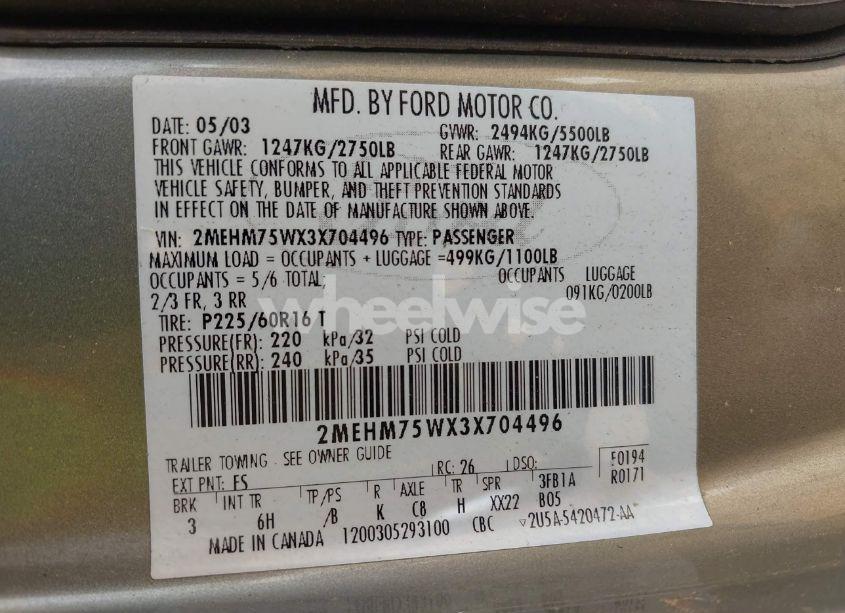 MFD. BY FORD MOTOR CO.
DATE: 05/03 GVWR: 2494KG/5500LB
FRONT GAWR: 1247KG/2750LB REAR GAWR: 1247KG/2750LB
THIS VEHICLE CONFORMS TO ALL APPLICABLE FEDERAL MOTOR
VEHICLE SAFETY, BUMPER, AND THEFT PREVENTION STANDARDS
IN EFFECT ON THE DATE OF MANUFACTURE SHOWN ABOVE.
VIN: 2MEHM75WX3X704496 TYPE: PASSENGER
MAXIMUM LOAD = OCCUPANTS + LUGGAGE =499KG/1100LB
OCCUPANTS = 5/6 TOTAL, OCCUPANTS LUGGAGE
2/3 FR, 3 RR 091KG/0200LB
wheelwise
TIRE: P225/60R16 T
PRESSURE(FR) 220 kPa/32 PSI COLD
PRESSURE(RR) 240 kPa/35 PSI COLD
2MEHM75WX3X704496
TRAILER TOWING - SEE OWNER GUIDE
EXT PNT: FS RC: 26 DSO: F0194
R0171
BRK INT TR TP/PS R AXLE TR SPR 3FB1A
3 6H /B K C8 H XX22 B05
MADE IN CANADA 1200305293100 CBC 2U5A-5420472-AA